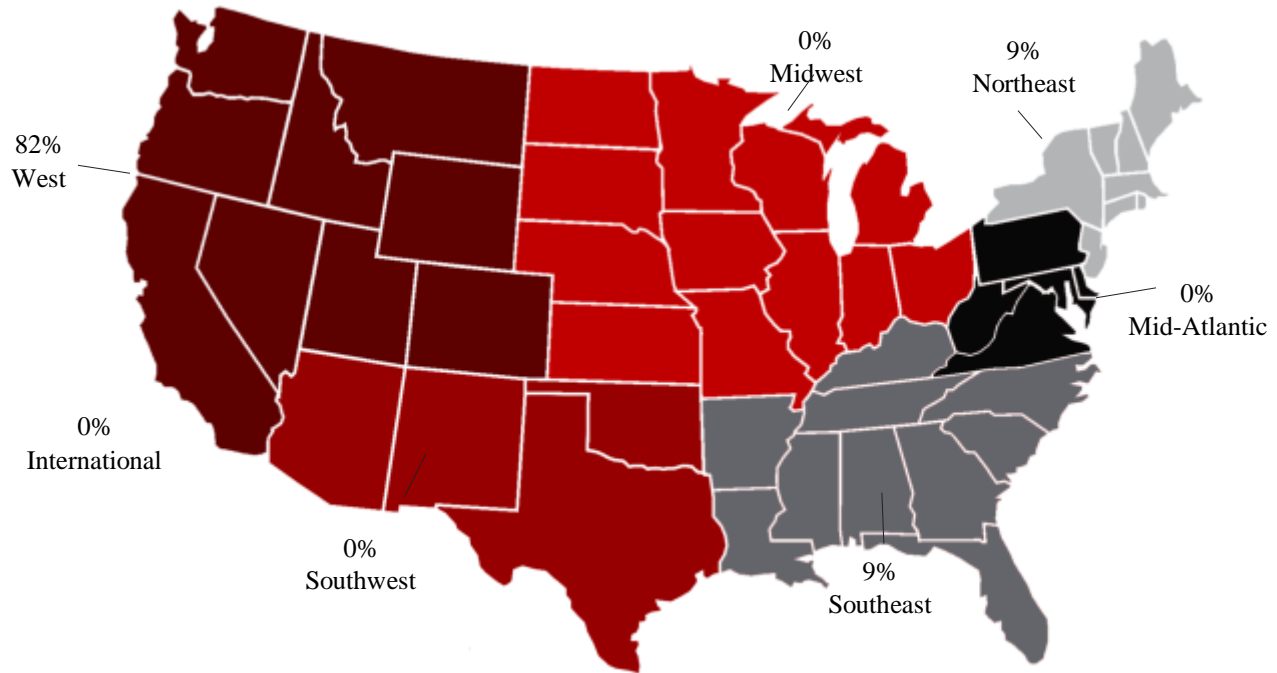 0%
Midwest
9%
Northeast
82%
West
0%
Mid-Atlantic
0%
International
0%
Southwest
9%
Southeast